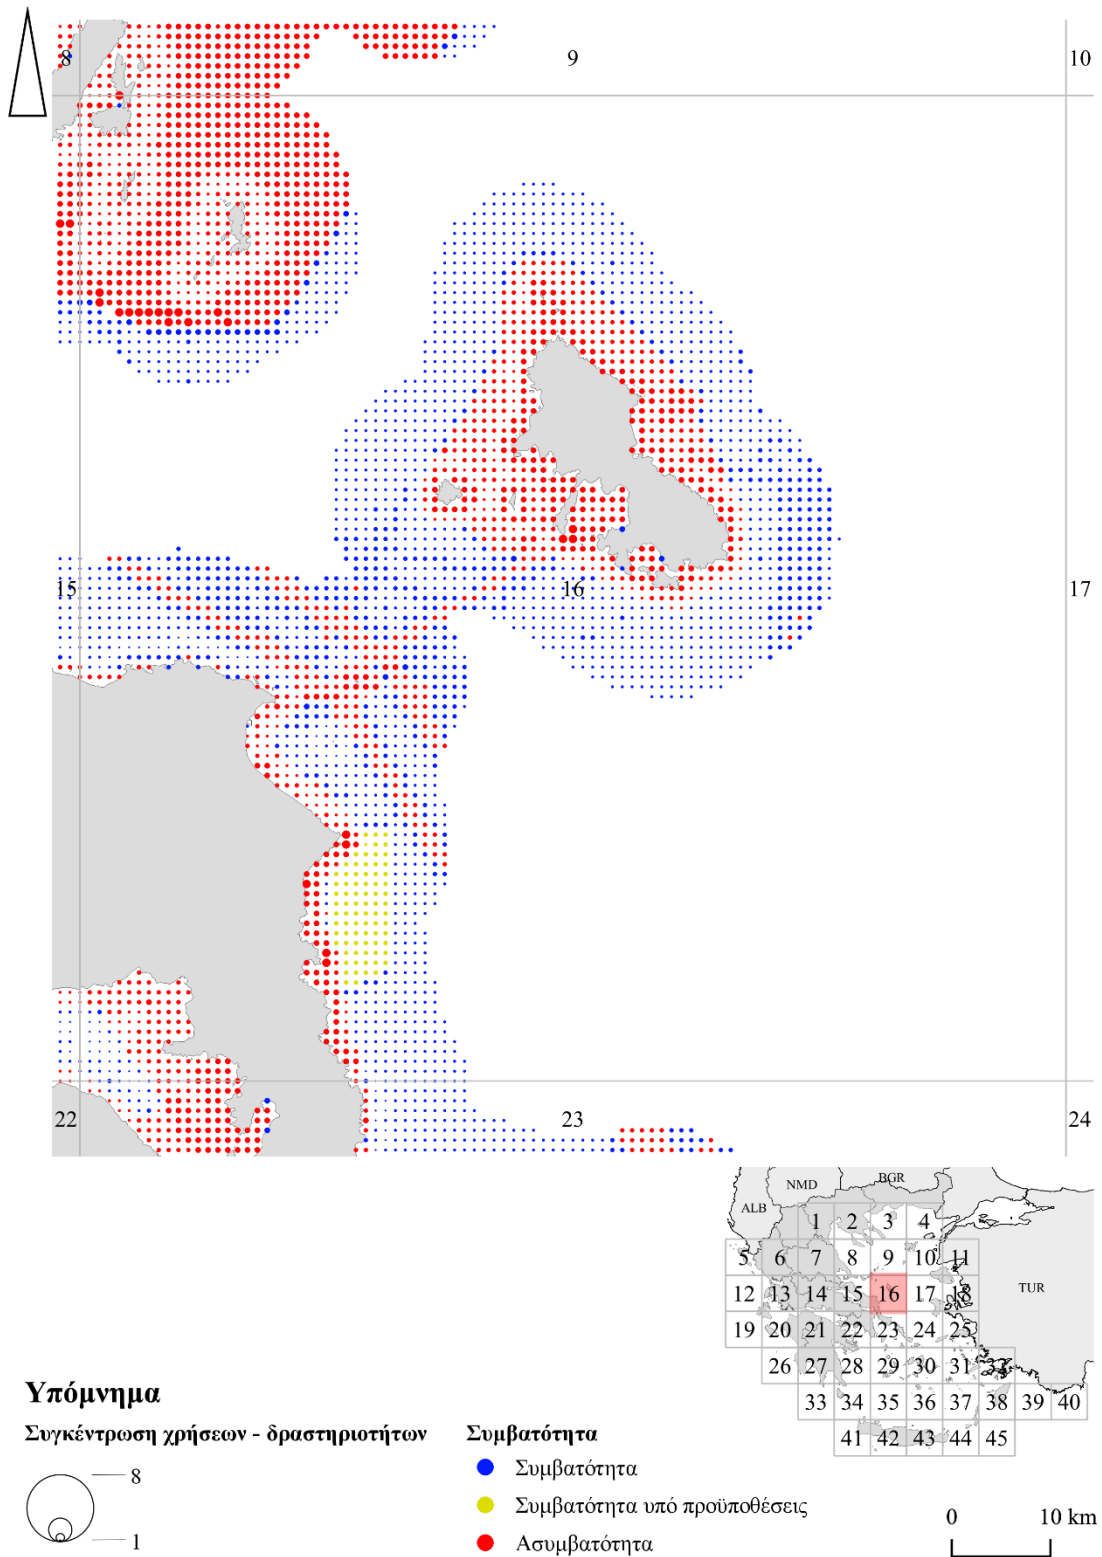 8 9 10
15 16 17
22 23 24
NMD BGR
ALB
1 2 3 4
5 6 7 8 9 10 11
TUR
12 13 14 15 16 17 18
19 20 21 22 23 24 25
26 27 28 29 30 31 32
33 34 35 36 37 38 39 40
41 42 43 44 45
Υπόμνημα
Συγκέντρωση χρήσεων - δραστηριοτήτων
8
1
Συμβατότητα
Συμβατότητα
Συμβατότητα υπό προϋποθέσεις
Ασυμβατότητα
0 10 km